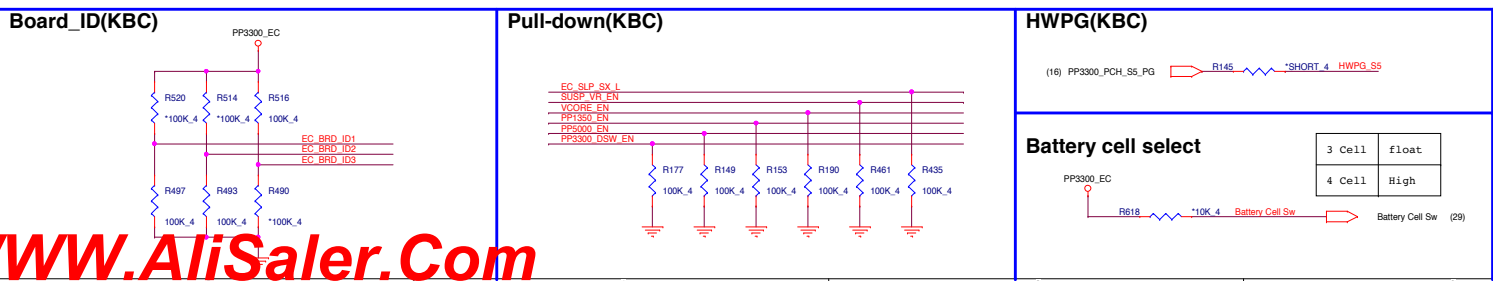 Board_ID(KBC)
PP3300_EC
R520
R514
R516
*100K_4
*100K_4
100K_4
EC_BRD_ID1
EC_BRD_ID2
EC_BRD_ID3
R497
R493
R490
100K_4
100K_4
*100K_4
WWW.AliSaler.Com
Pull-down(KBC)
EC_SLP_SX_L
SUSP_VR_EN
VCORE_EN
PP1350_EN
PP5000_EN
PP3300_DSW_EN
R177
R149
R153
R190
R461
R435
100K_4
100K_4
100K_4
100K_4
100K_4
100K_4
HWPG(KBC)
(16) PP3300_PCH_S5_PG
R145
*SHORT_4
HWPG_S5
Battery cell select
3 Cell float
4 Cell High
PP3300_EC
R618
*10K_4
Battery Cell Sw
Battery Cell Sw (29)